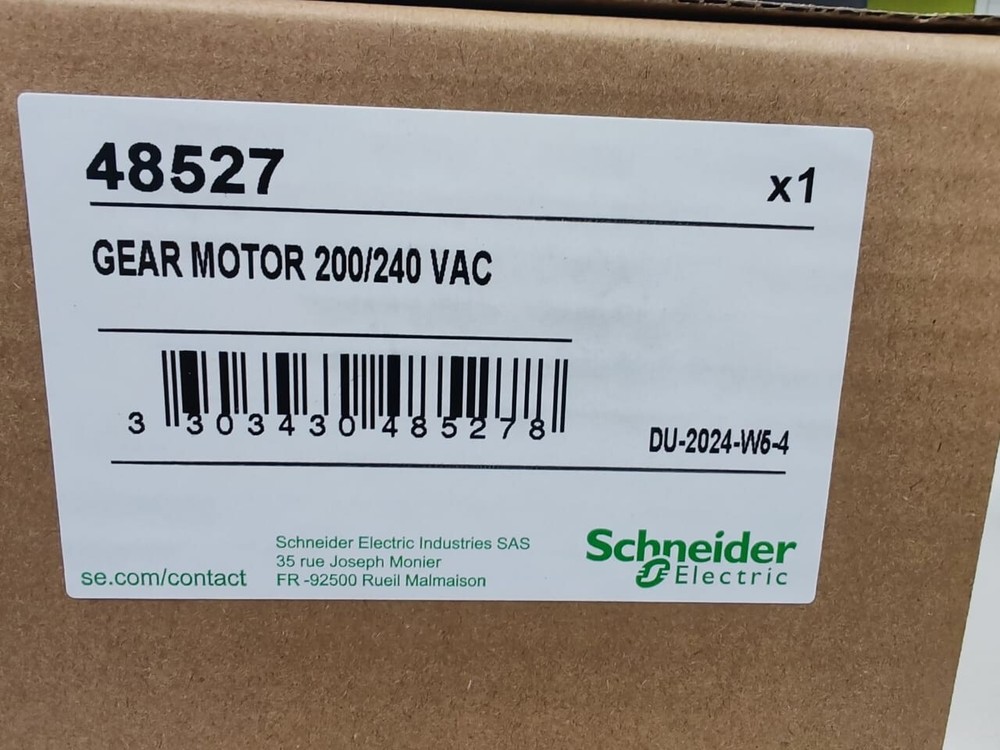 48527
x1
GEAR MOTOR 200/240 VAC
3 303430 485278
DU-2024-W6-4
se.com/contact
Schneider Electric Industries SAS
35 rue Joseph Monier
FR -92500 Rueil Malmaison
Schneider
Electric